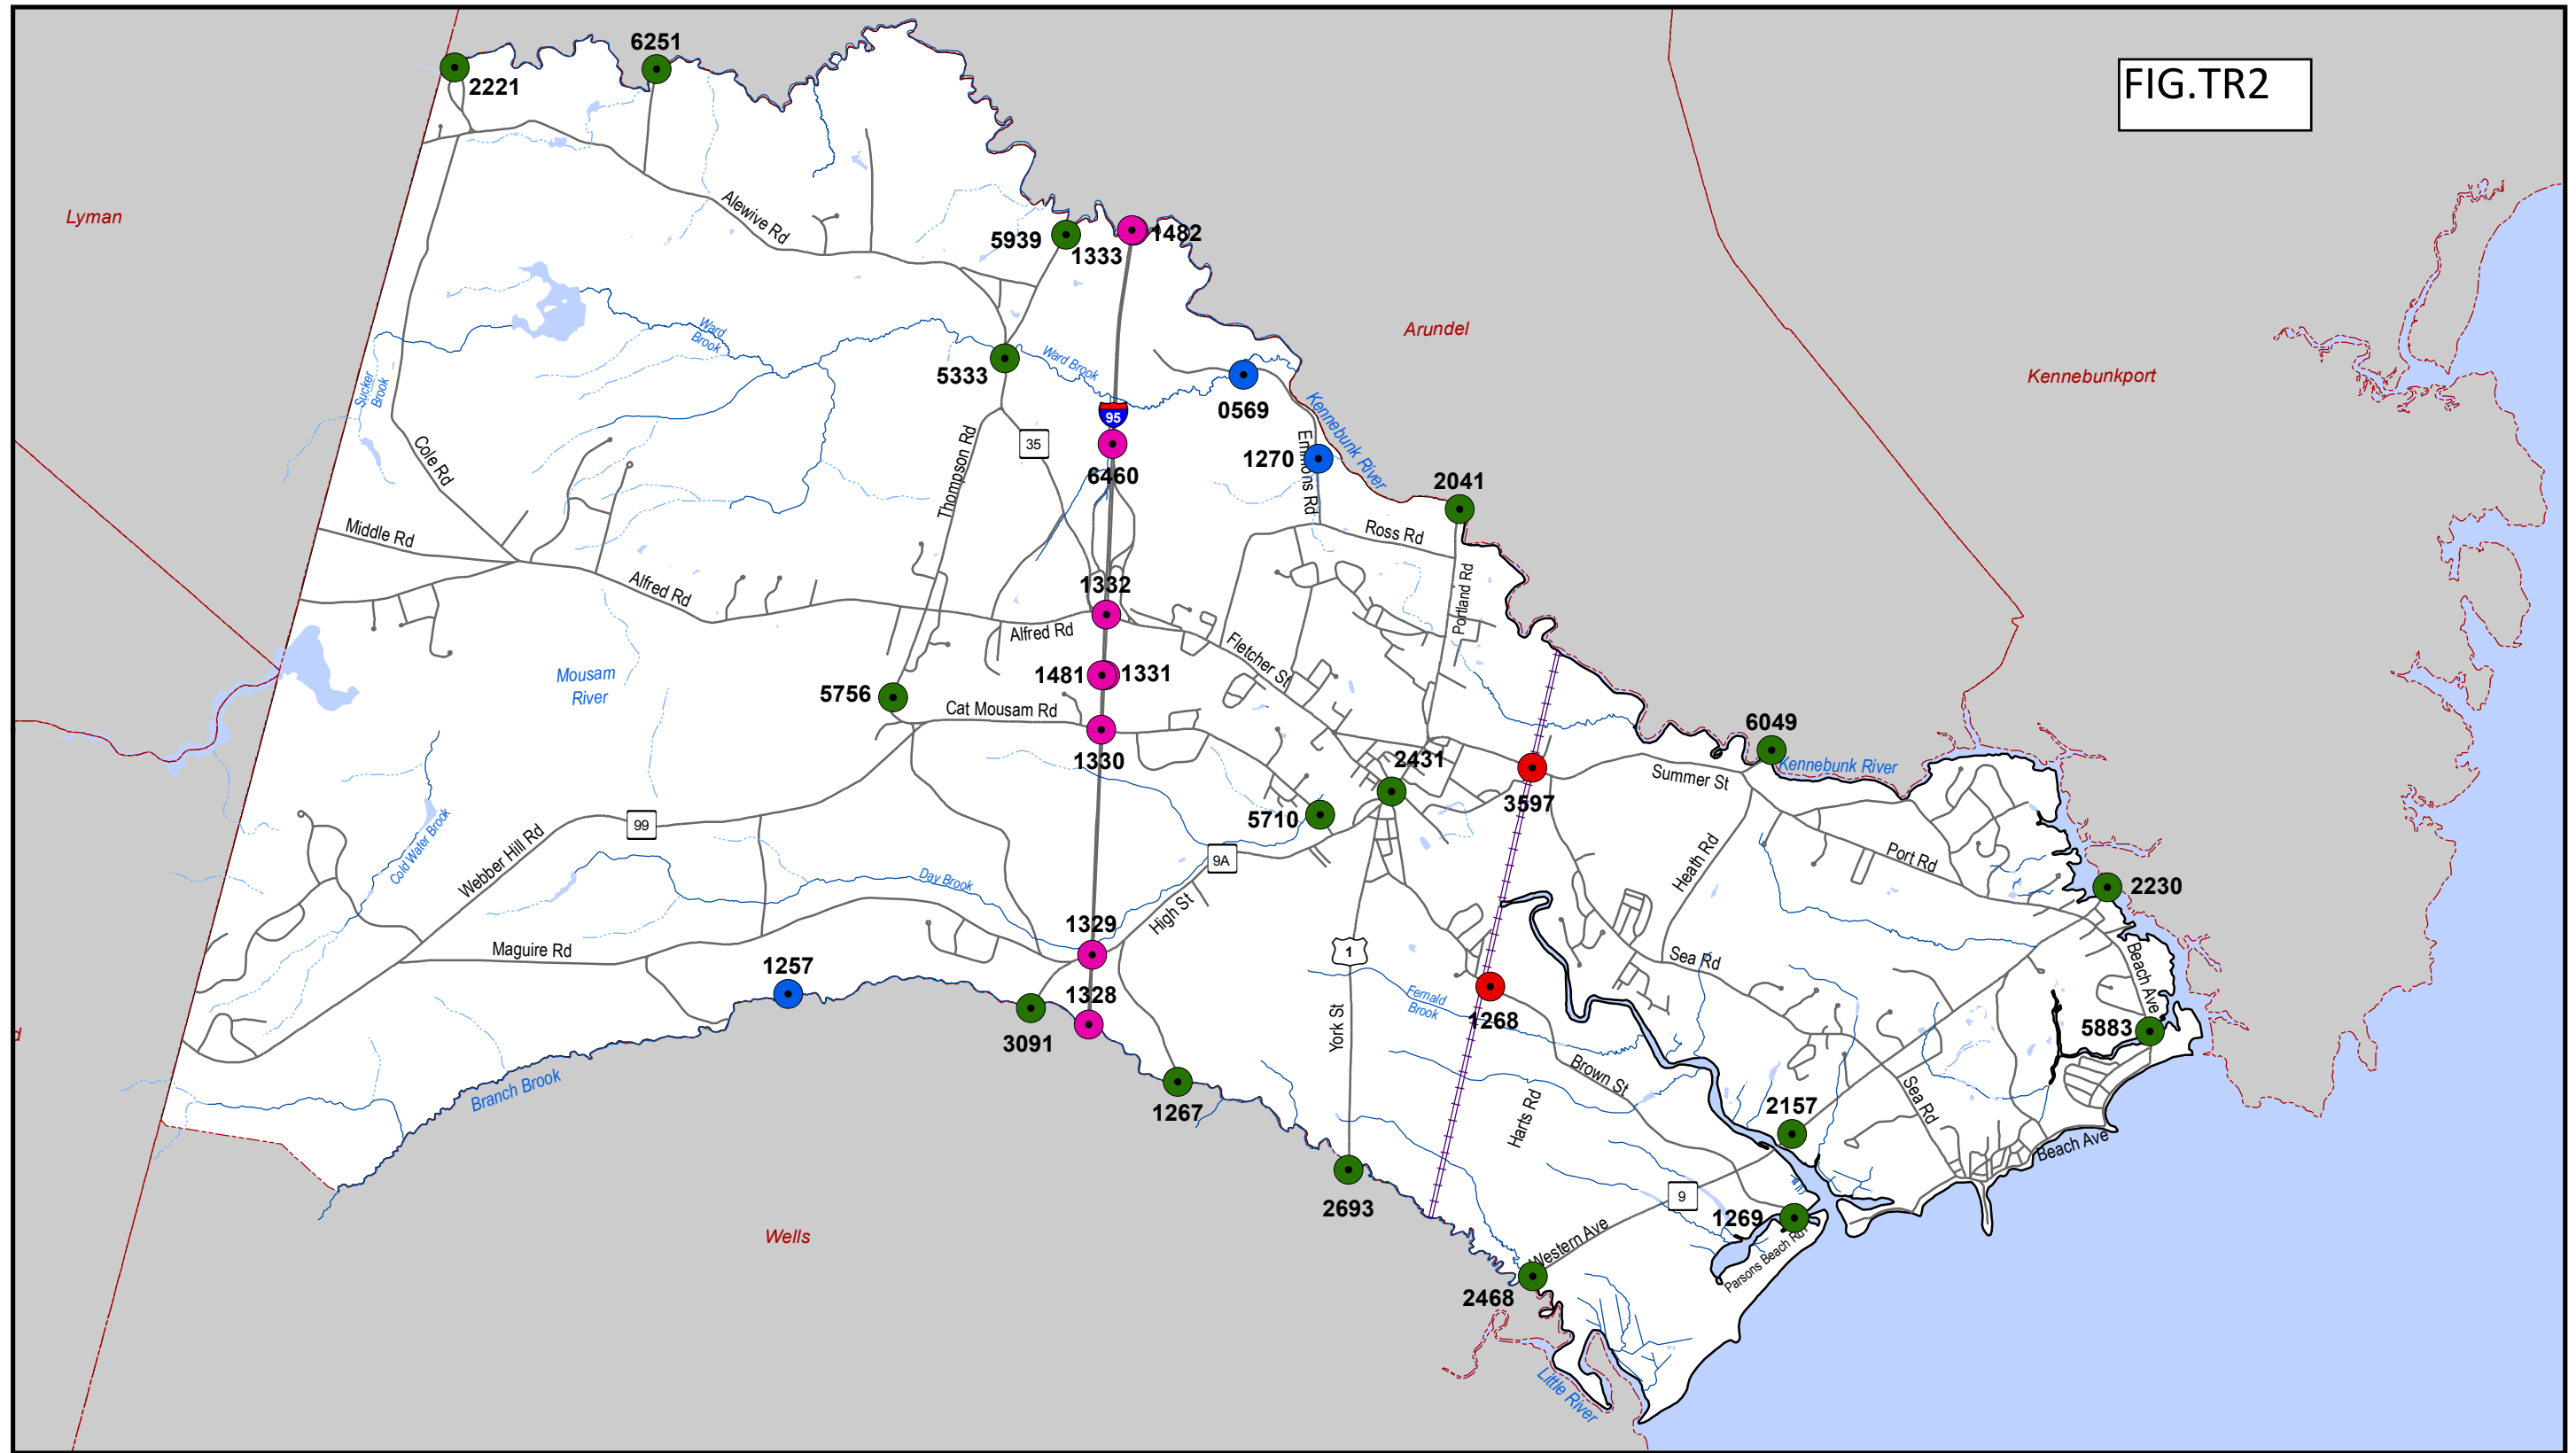 6251
2221
FIG.TR2
Lyman
Alewive Rd
5939
1333
1482
Arundel
Kennebunkport
Ward
Brook
Ward Brook
5333
Sucker
Brook
0569
95
Kennebunk River
35
Cole Rd
Thompson Rd
6460
1270
Emmons Rd
2041
Middle Rd
Ross Rd
Alfred Rd
1332
Portland Rd
Alfred Rd
Fletcher St
Mousam
River
1481
1331
5756
Cat Mousam Rd
6049
1330
2431
Kennebunk River
Summer St
3597
99
5710
9A
Cold Water Brook
Webber Hill Rd
Heath Rd
Port Rd
Day Brook
2230
High St
1329
Maguire Rd
1
Sea Rd
Beach Ave
1257
1328
Fernald
Brook
1268
York St
5883
3091
Branch Brook
Brown St
1267
Harts Rd
2157
Sea Rd
Beach Ave
2693
9
1269
Wells
Western Ave
Parsons Beach Rd
2468
Little River